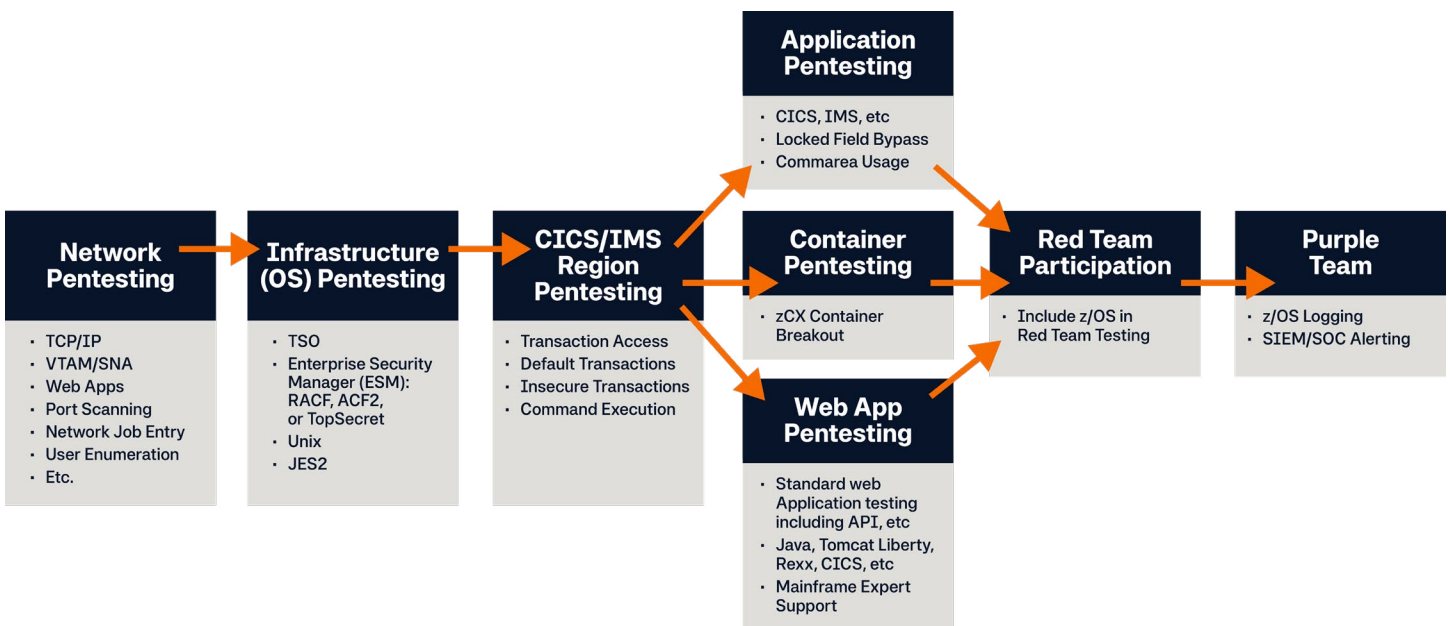 Network
Pentesting
· TCP/IP
· VTAM/SNA
· Web Apps
· Port Scanning
· Network Job Entry
· User Enumeration
· Etc.
Infrastructure
(OS) Pentesting
· TSO
· Enterprise Security
Manager (ESM):
RACF, ACF2,
or TopSecret
· Unix
· JES2
CICS/IMS
Region
Pentesting
· Transaction Access
· Default Transactions
· Insecure Transactions
· Command Execution
Application
Pentesting
· CICS, IMS, etc
· Locked Field Bypass
· Commarea Usage
Container
Pentesting
· zCX Container
Breakout
Web App
Pentesting
· Standard web
Application testing
including API, etc
· Java, Tomcat Liberty,
Rexx, CICS, etc
· Mainframe Expert
Support
Red Team
Participation
· Include z/OS in
Red Team Testing
Purple
Team
· z/OS Logging
· SIEM/SOC Alerting